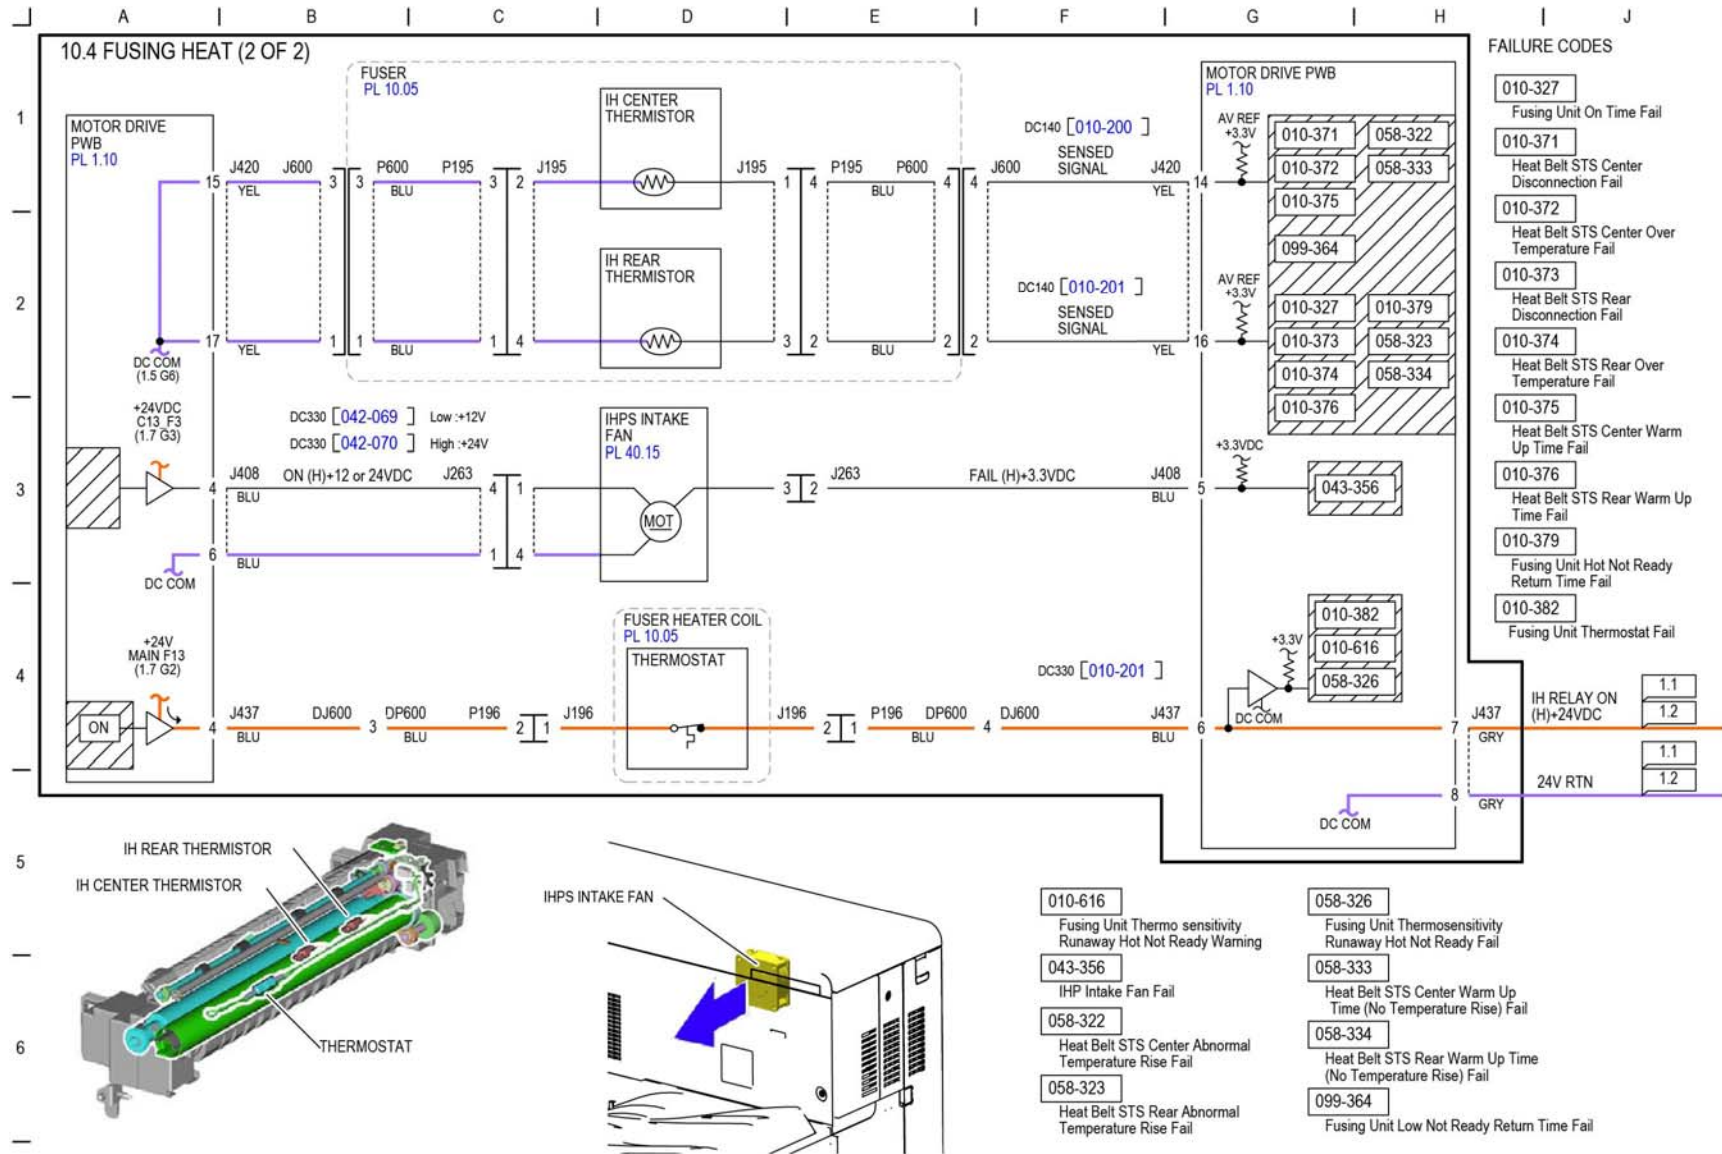 A B C D E F G H J
10.4 FUSING HEAT (2 OF 2)
1
2
3
4
5
6
MOTOR DRIVE
PWB
PL 1.10
FUSER
PL 10.05
IH CENTER
THERMISTOR
DC140 [ 010-200 ]
SENSED
SIGNAL
MOTOR DRIVE PWB
PL 1.10
AV REF
+3.3V
010-371 058-322
010-372 058-333
010-375
099-364
15 J420 J600 3 3 P600 P195 3 2 J195 J195 1 4 P195 P600 4 4 J600 J420 14
YEL BLU BLU YEL
IH REAR
THERMISTOR
DC140 [ 010-201 ]
SENSED
SIGNAL
AV REF
+3.3V
010-327 010-379
010-373 058-323
010-374 058-334
010-376
17 1 1 1 4 3 2 2 2 16
YEL BLU BLU YEL
DC COM
(1.5 G6)
+24VDC
C13_F3
(1.7 G3)
DC330 [ 042-069 ] Low :+12V
DC330 [ 042-070 ] High :+24V
IHPS INTAKE
FAN
PL 40.15
MOT
+3.3VDC
4 J408 ON (H)+12 or 24VDC J263 4 1 3 2 J263 FAIL (H)+3.3VDC J408 5
BLU BLU
043-356
6 1 4
BLU
DC COM
FUSER HEATER COIL
PL 10.05
THERMOSTAT
+24V
MAIN F13
(1.7 G2)
DC330 [ 010-201 ]
+3.3V
010-382
010-616
058-326
DC COM
ON
4 J437 DJ600 3 DP600 P196 2 1 J196 J196 2 1 P196 DP600 4 DJ600 J437 6 7 J437
BLU BLU BLU BLU GRY
IH RELAY ON
(H)+24VDC
1.1
1.2
24V RTN
1.1
1.2
8
GRY
DC COM
FAILURE CODES
010-327
Fusing Unit On Time Fail
010-371
Heat Belt STS Center
Disconnection Fail
010-372
Heat Belt STS Center Over
Temperature Fail
010-373
Heat Belt STS Rear
Disconnection Fail
010-374
Heat Belt STS Rear Over
Temperature Fail
010-375
Heat Belt STS Center Warm
Up Time Fail
010-376
Heat Belt STS Rear Warm Up
Time Fail
010-379
Fusing Unit Hot Not Ready
Return Time Fail
010-382
Fusing Unit Thermostat Fail
IH REAR THERMISTOR
IH CENTER THERMISTOR
THERMOSTAT
IHPS INTAKE FAN
010-616
Fusing Unit Thermo sensitivity
Runaway Hot Not Ready Warning
043-356
IHP Intake Fan Fail
058-322
Heat Belt STS Center Abnormal
Temperature Rise Fail
058-323
Heat Belt STS Rear Abnormal
Temperature Rise Fail
058-326
Fusing Unit Thermosensitivity
Runaway Hot Not Ready Fail
058-333
Heat Belt STS Center Warm Up
Time (No Temperature Rise) Fail
058-334
Heat Belt STS Rear Warm Up Time
(No Temperature Rise) Fail
099-364
Fusing Unit Low Not Ready Return Time Fail